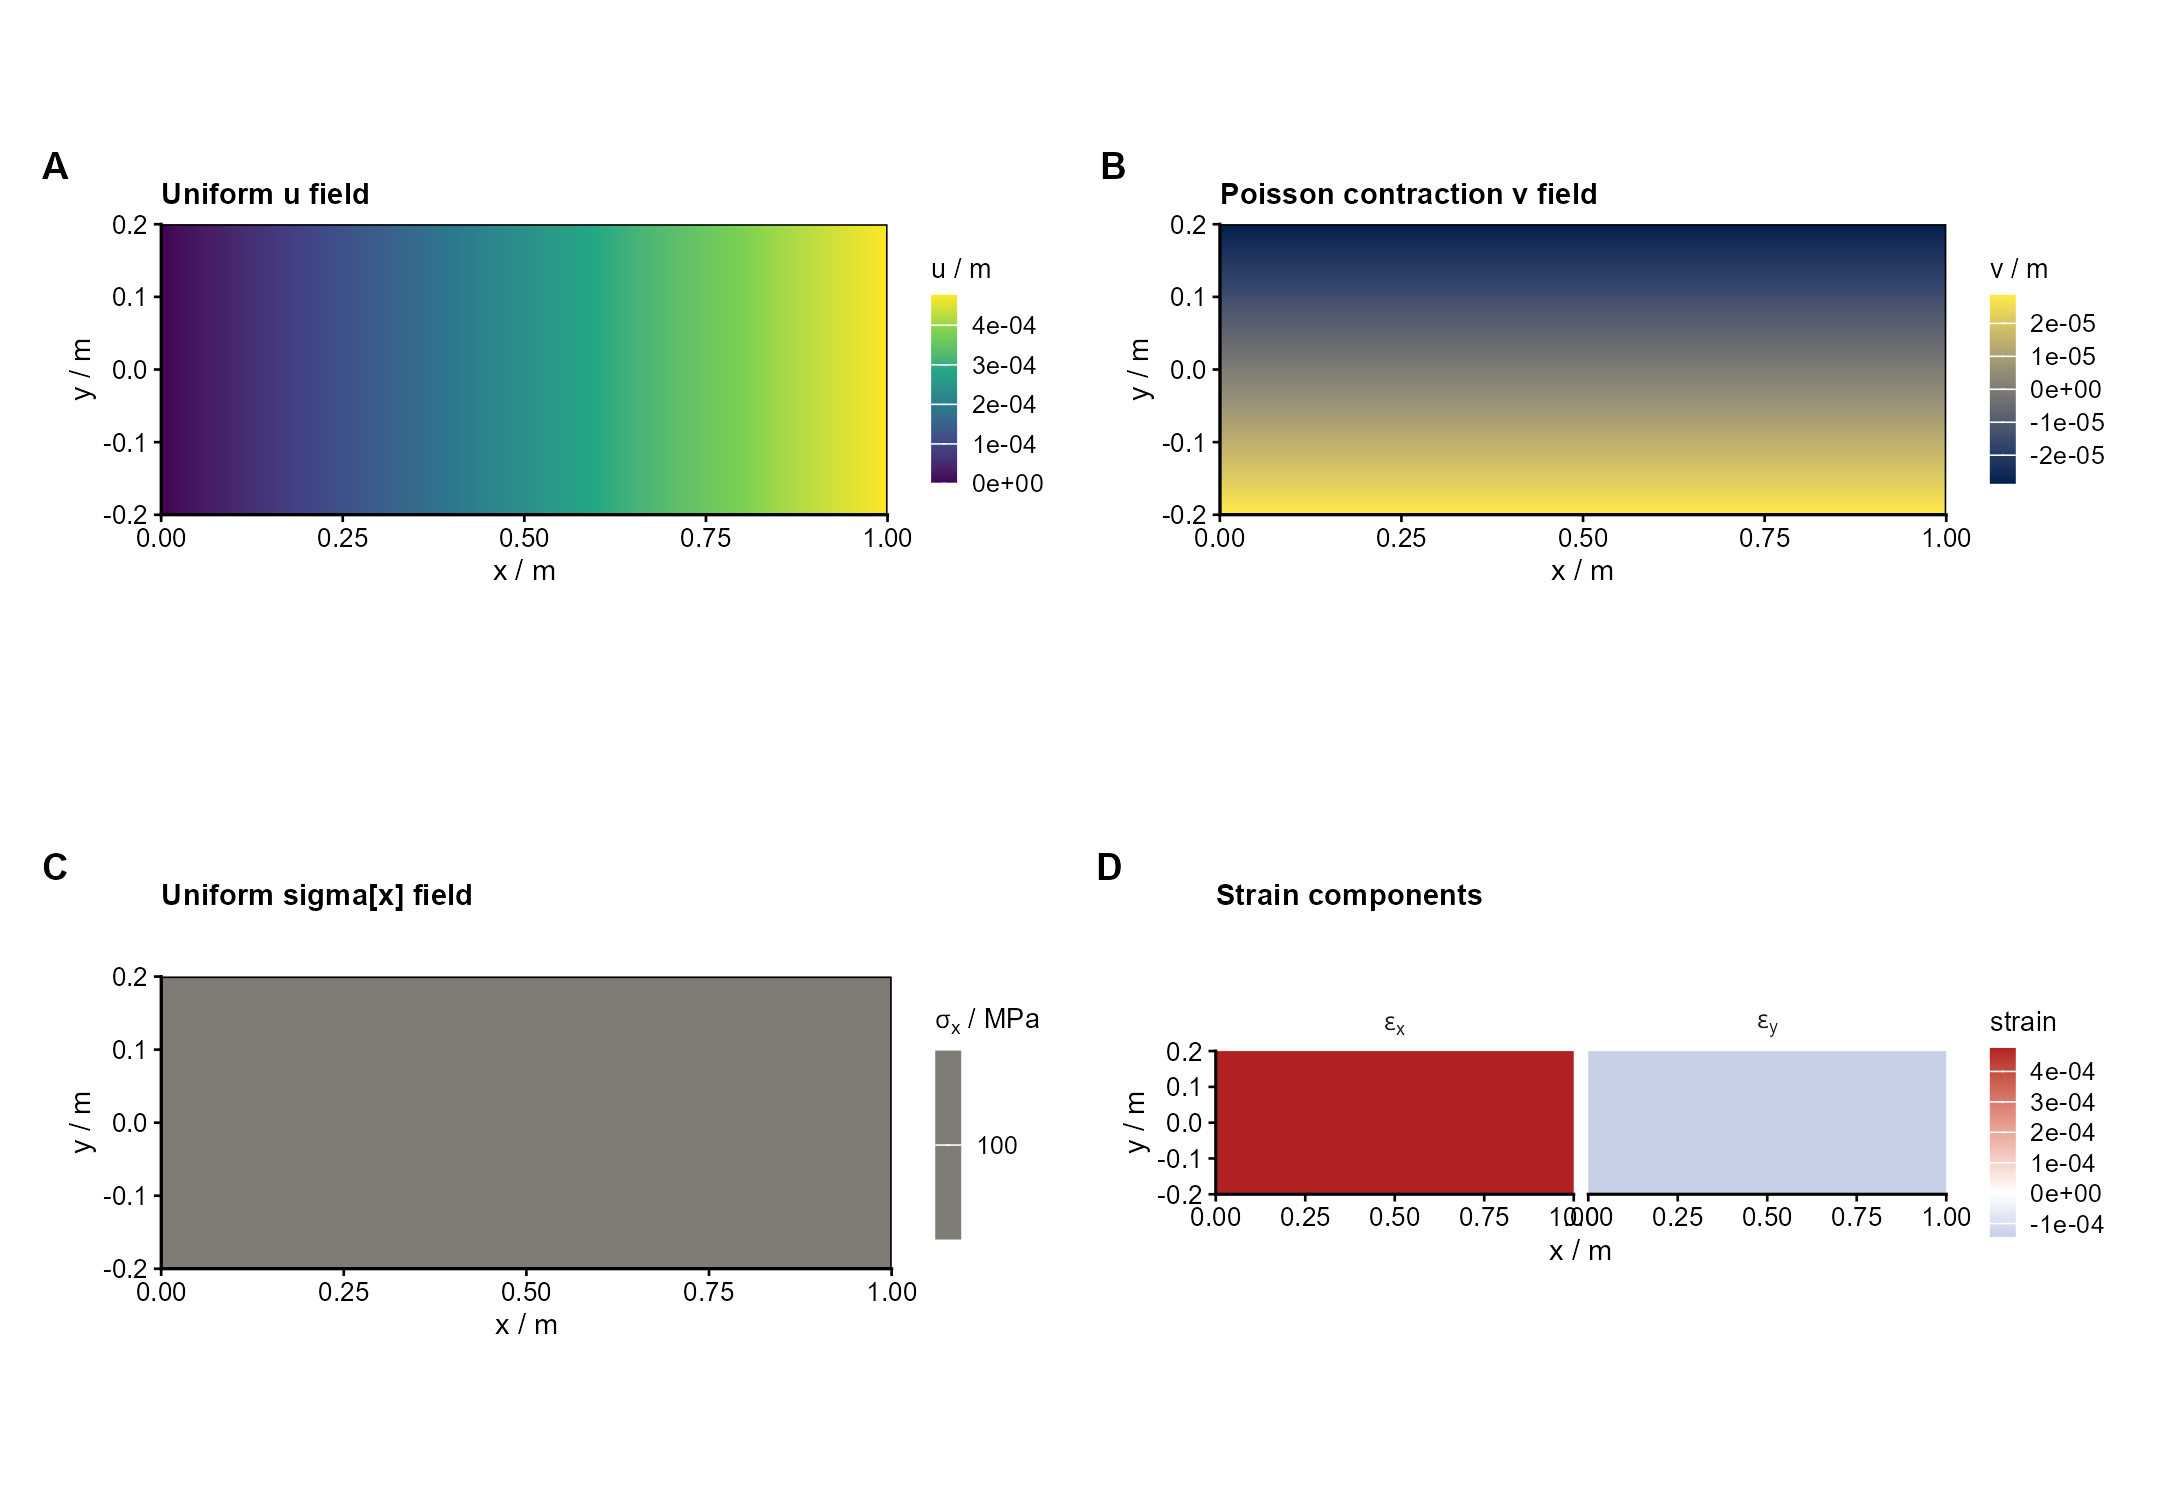 A
Uniform u field
0.2
0.1
0.0
-0.1
-0.2
y / m
0.00 0.25 0.50 0.75 1.00
x / m
u / m
4e-04
3e-04
2e-04
1e-04
0e+00
B
Poisson contraction v field
0.2
0.1
0.0
-0.1
-0.2
y / m
0.00 0.25 0.50 0.75 1.00
x / m
v / m
2e-05
1e-05
0e+00
-1e-05
-2e-05
C
Uniform sigma[x] field
0.2
0.1
0.0
-0.1
-0.2
y / m
0.00 0.25 0.50 0.75 1.00
x / m
σx / MPa
100
D
Strain components
εx εy
0.2
0.1
0.0
-0.1
-0.2
y / m
0.00 0.25 0.50 0.75 1.00 0.00 0.25 0.50 0.75 1.00
x / m
strain
4e-04
3e-04
2e-04
1e-04
0e+00
-1e-04